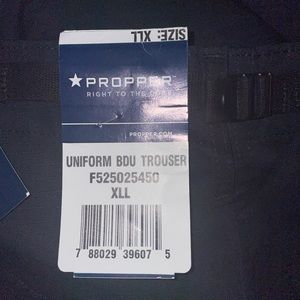 SIZE: XLL
PROPPER
RIGHT TO THE CORE
PROPPER.COM
UNIFORM BDU TROUSER
F525025450
XLL
7 88029 39607 5